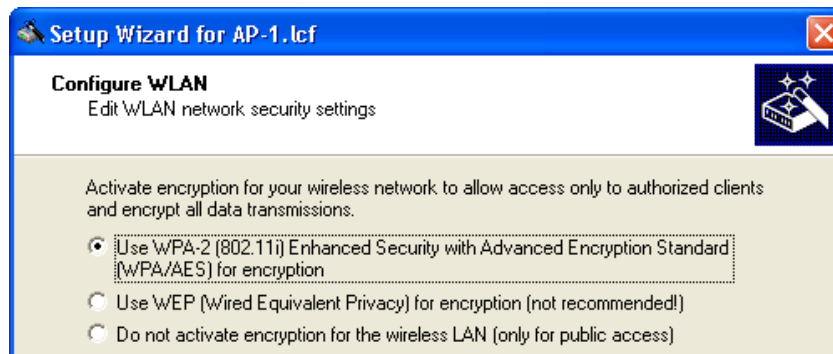 Setup Wizard for AP-1.lcf
Configure WLAN
Edit WLAN network security settings
Activate encryption for your wireless network to allow access only to authorized clients
and encrypt all data transmissions.
Use WPA-2 (802.11i) Enhanced Security with Advanced Encryption Standard
(WPA/AES) for encryption
Use WEP (Wired Equivalent Privacy) for encryption (not recommended!)
Do not activate encryption for the wireless LAN (only for public access)